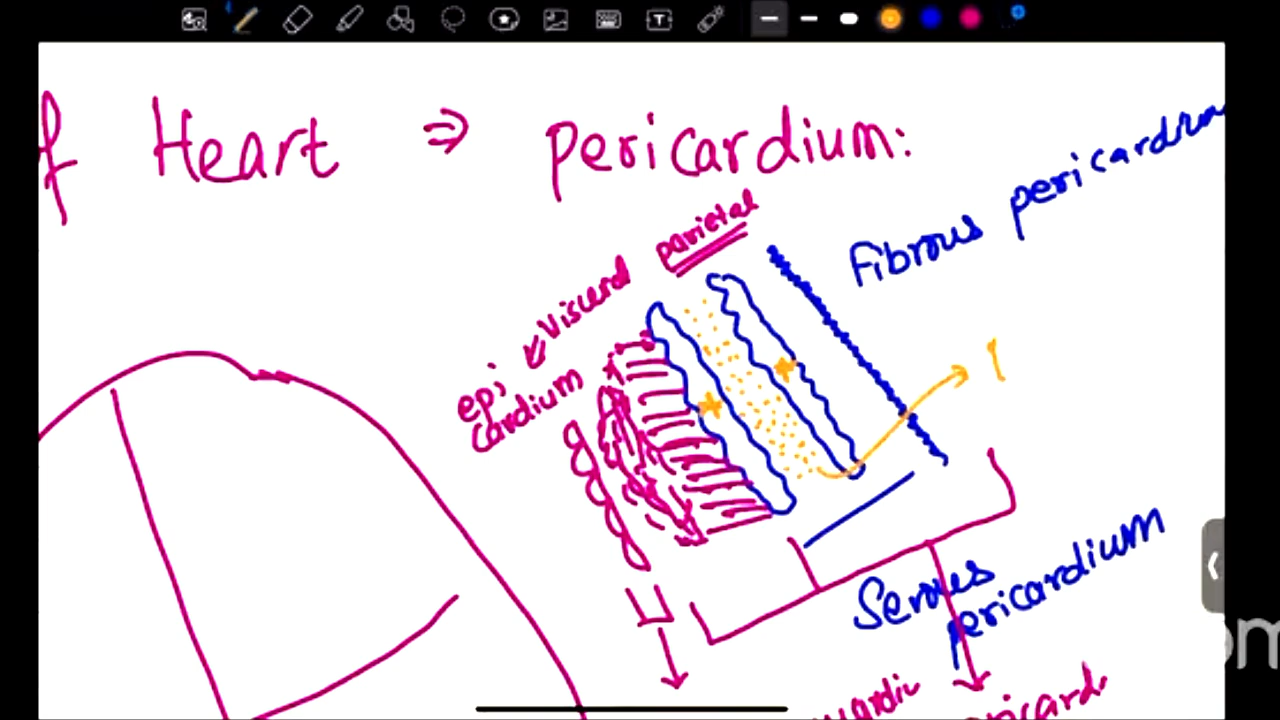 f Heart ⇒ pericardium:
Fibrous pericardium
parietal
visceral
epi
cardium
Serous
pericardium